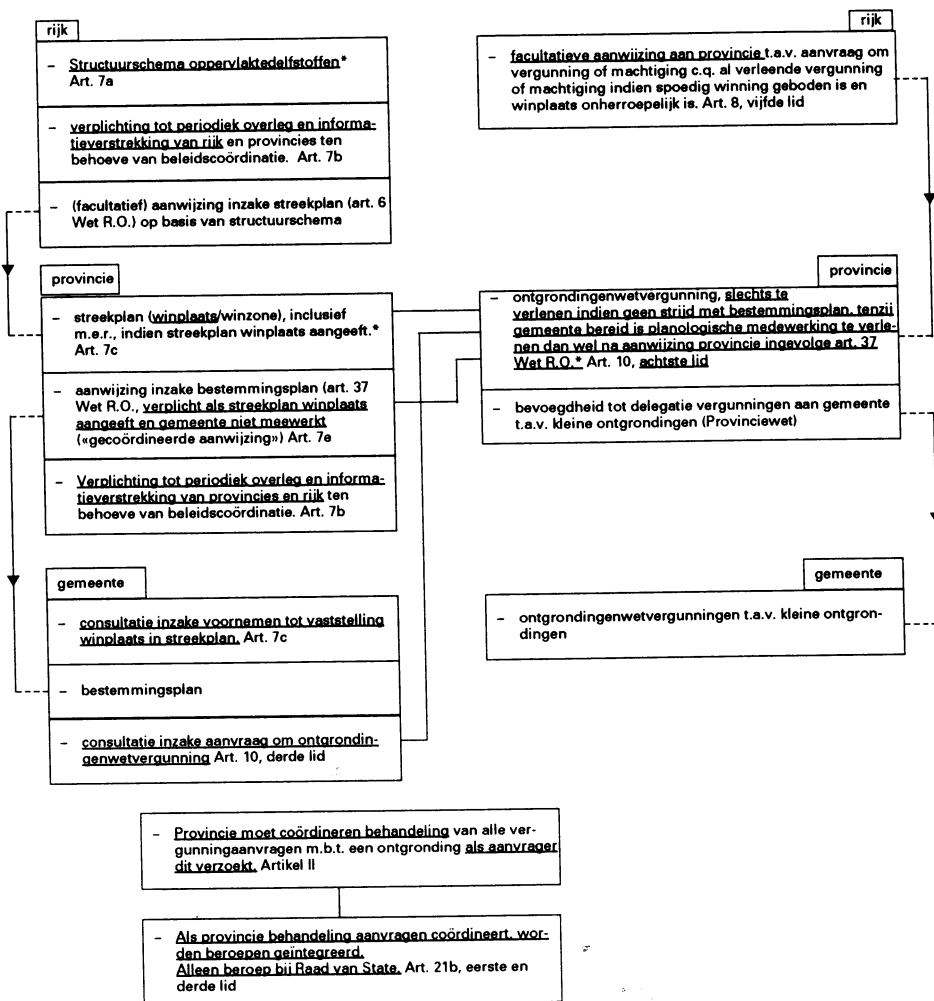 rijk
– Structuurschema oppervlaktedelfstoffen*
Art. 7a
– verplichting tot periodiek overleg en informa-
tieverstrekking van rijk en provincies ten
behoeve van beleidscoördinatie. Art. 7b
– (facultatief) aanwijzing inzake streekplan (art. 6
Wet R.O.) op basis van structuurschema
provincie
– streekplan (winplaats/winzone), inclusief
m.e.r., indien streekplan winplaats aangeeft.*
Art. 7c
– aanwijzing inzake bestemmingsplan (art. 37
Wet R.O., verplicht als streekplan winplaats
aangeeft en gemeente niet meewerkt
(«gecoördineerde aanwijzing») Art. 7e
– Verplichting tot periodiek overleg en informa-
tieverstrekking van provincies en rijk ten
behoeve van beleidscoördinatie. Art. 7b
gemeente
– consultatie inzake voornemen tot vaststelling
winplaats in streekplan. Art. 7c
– bestemmingsplan
– consultatie inzake aanvraag om ontgrondin-
genwetvergunning Art. 10, derde lid
rijk
– facultatieve aanwijzing aan provincie t.a.v. aanvraag om
vergunning of machtiging c.q. al verleende vergunning
of machtiging indien spoedig winning geboden is en
winplaats onherroepelijk is. Art. 8, vijfde lid
provincie
– ontgrondingenwetvergunning, slechts te
verlenen indien geen strijd met bestemmingsplan, tenzij
gemeente bereid is planologische medewerking te verle-
nen dan wel na aanwijzing provincie ingevolge art. 37
Wet R.O.* Art. 10, achtste lid
– bevoegdheid tot delegatie vergunningen aan gemeente
t.a.v. kleine ontgrondingen (Provinciewet)
gemeente
– ontgrondingenwetvergunningen t.a.v. kleine ontgron-
dingen
– Provincie moet coördineren behandeling van alle ver-
gunningaanvragen m.b.t. een ontgronding als aanvrager
dit verzoekt. Artikel II
– Als provincie behandeling aanvragen coördineert, wor-
den beroepen geïntegreerd.
Alleen beroep bij Raad van State. Art. 21b, eerste en
derde lid